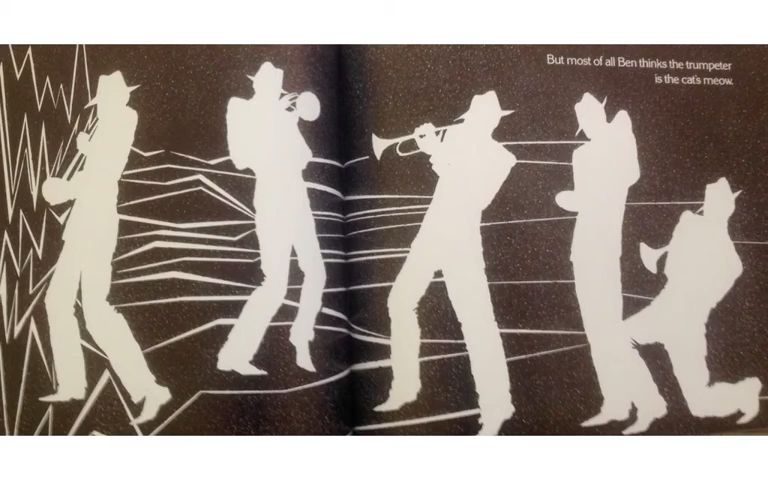 But most of all Ben thinks the trumpeter
is the cat's meow.